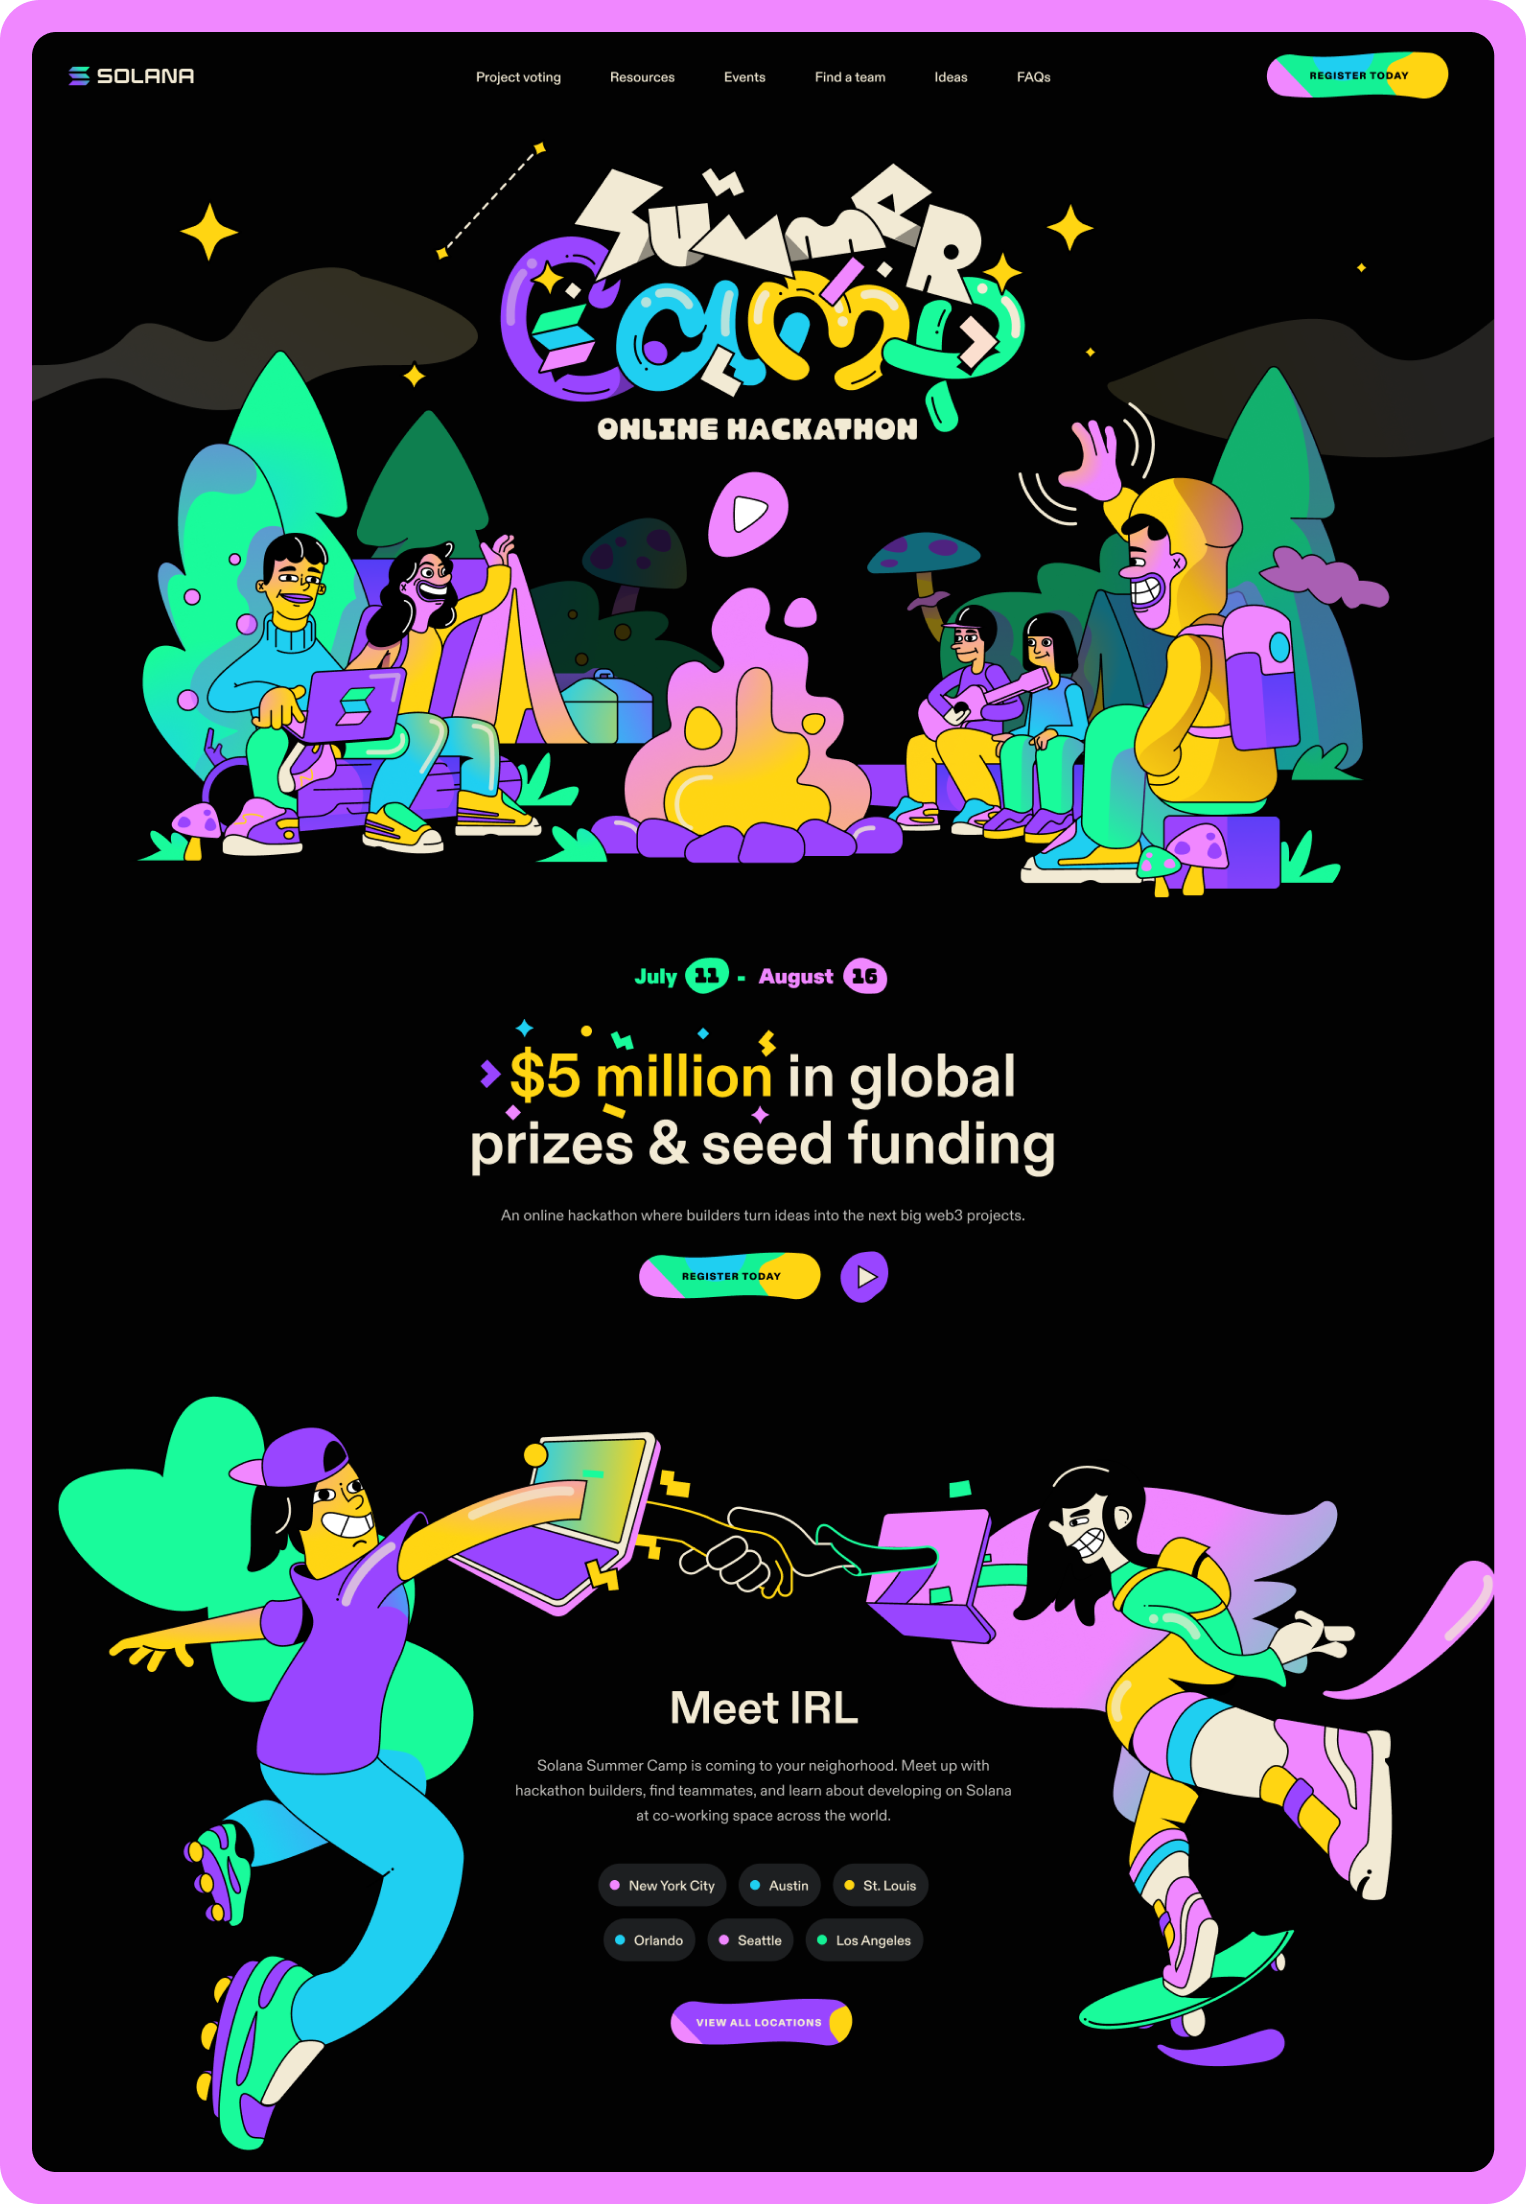 SOLANA
Project voting
Resources
Events
Find a team
Ideas
FAQs
REGISTER TODAY
SUMMER
CAMP
ONLINE HACKATHON
July 11 - August 16
$5 million in global
prizes & seed funding
An online hackathon where builders turn ideas into the next big web3 projects.
REGISTER TODAY
Meet IRL
Solana Summer Camp is coming to your neighorhood. Meet up with
hackathon builders, find teammates, and learn about developing on Solana
at co-working space across the world.
New York City
Austin
St. Louis
Orlando
Seattle
Los Angeles
VIEW ALL LOCATIONS